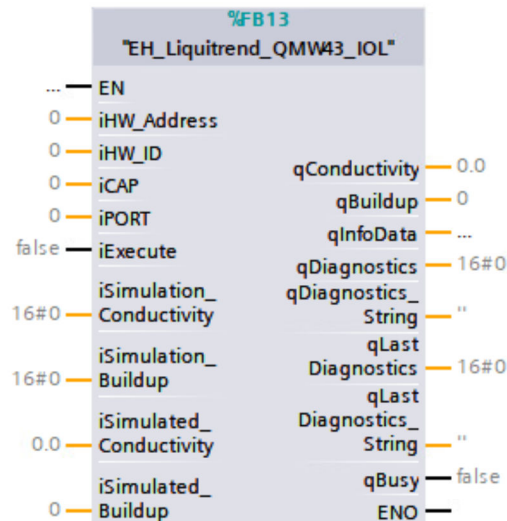 %FB13
"EH_Liquitrend_QMW43_IOL"
... EN
0 iHW_Address
0 iHW_ID
qConductivity 0.0
0 iCAP
qBuildup 0
0 iPORT
qInfoData ...
false iExecute
qDiagnostics 16#0
iSimulation_
16#0 Conductivity
qDiagnostics_
String ''
iSimulation_
16#0 Buildup
qLast
Diagnostics 16#0
iSimulated_
0.0 Conductivity
qLast
Diagnostics_
String ''
iSimulated_
0 Buildup
qBusy false
ENO